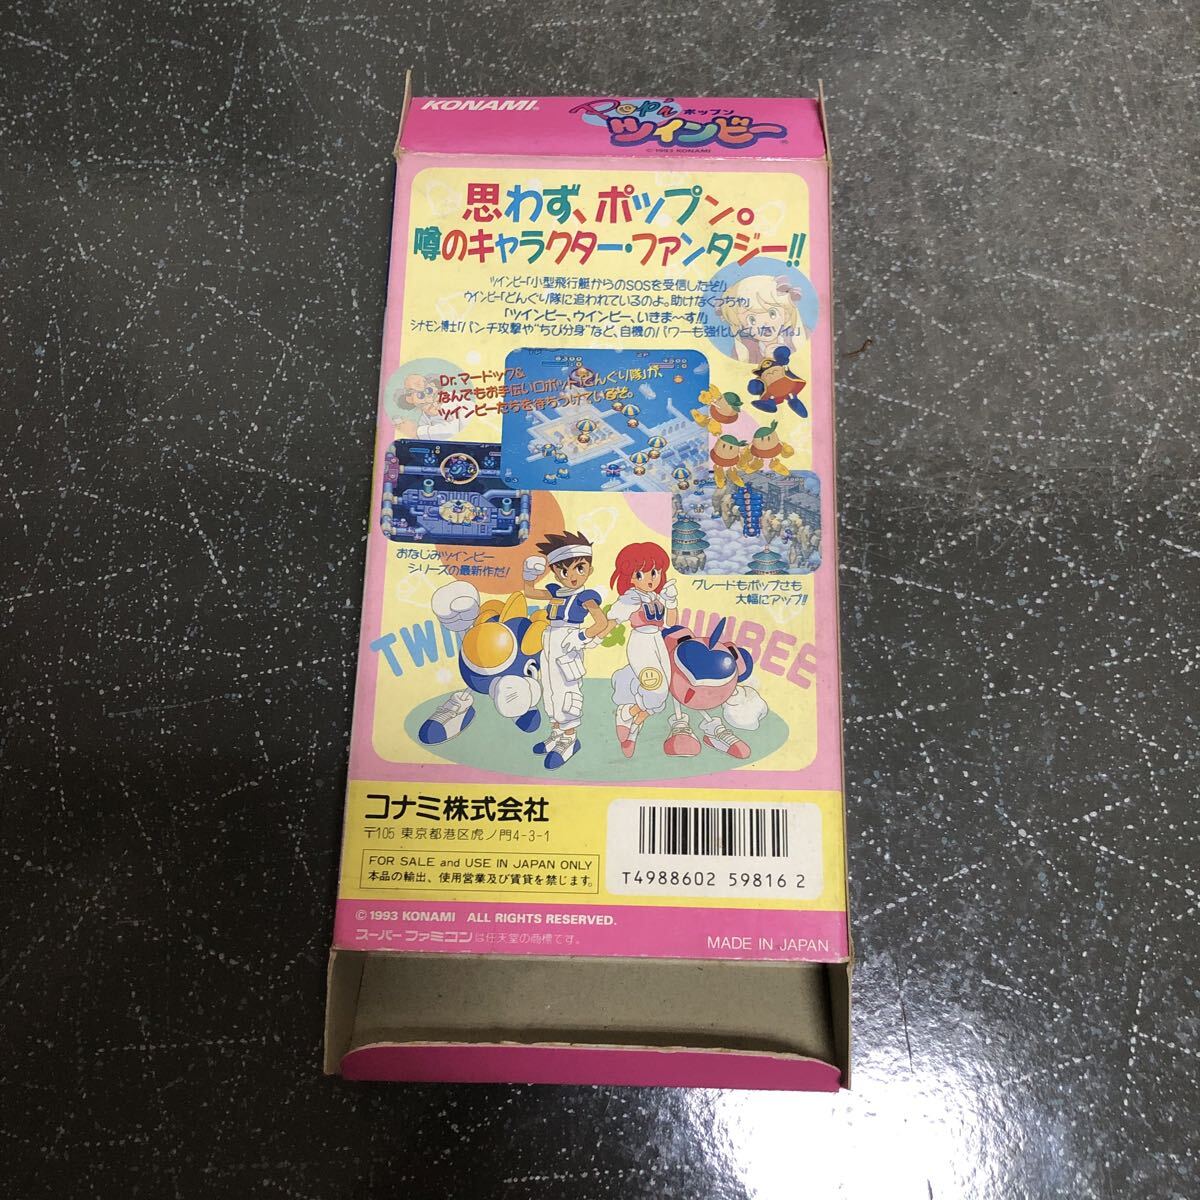 KONAMI
Pop'n ポップン
ツインビー
© 1993 KONAMI
思わず、ポップン。
噂のキャラクター・ファンタジー!!
ツインビー「小型飛行艇からのSOSを受信したぞ!」
ウインビー「どんぐり隊に追われているのよ。助けなくっちゃ」
「ツインビー、ウインビー、いきま〜す!!」
シナモン博士「パンチ攻撃や"ちび分身"など、自機のパワーも強化しといたゾイ。」
Dr.マードック&
なんでもお手伝いロボット「どんぐり隊」が、
ツインビーたちを待ちうけているぞ。
おなじみツインビー
シリーズの最新作だ!
グレードもポップさも
大幅にアップ!!
コナミ株式会社
〒105 東京都港区虎ノ門4-3-1
FOR SALE and USE IN JAPAN ONLY
本品の輸出、使用営業及び賃貸を禁じます。
T4988602 59816 2
© 1993 KONAMI ALL RIGHTS RESERVED.
スーパー ファミコンは任天堂の商標です。
MADE IN JAPAN